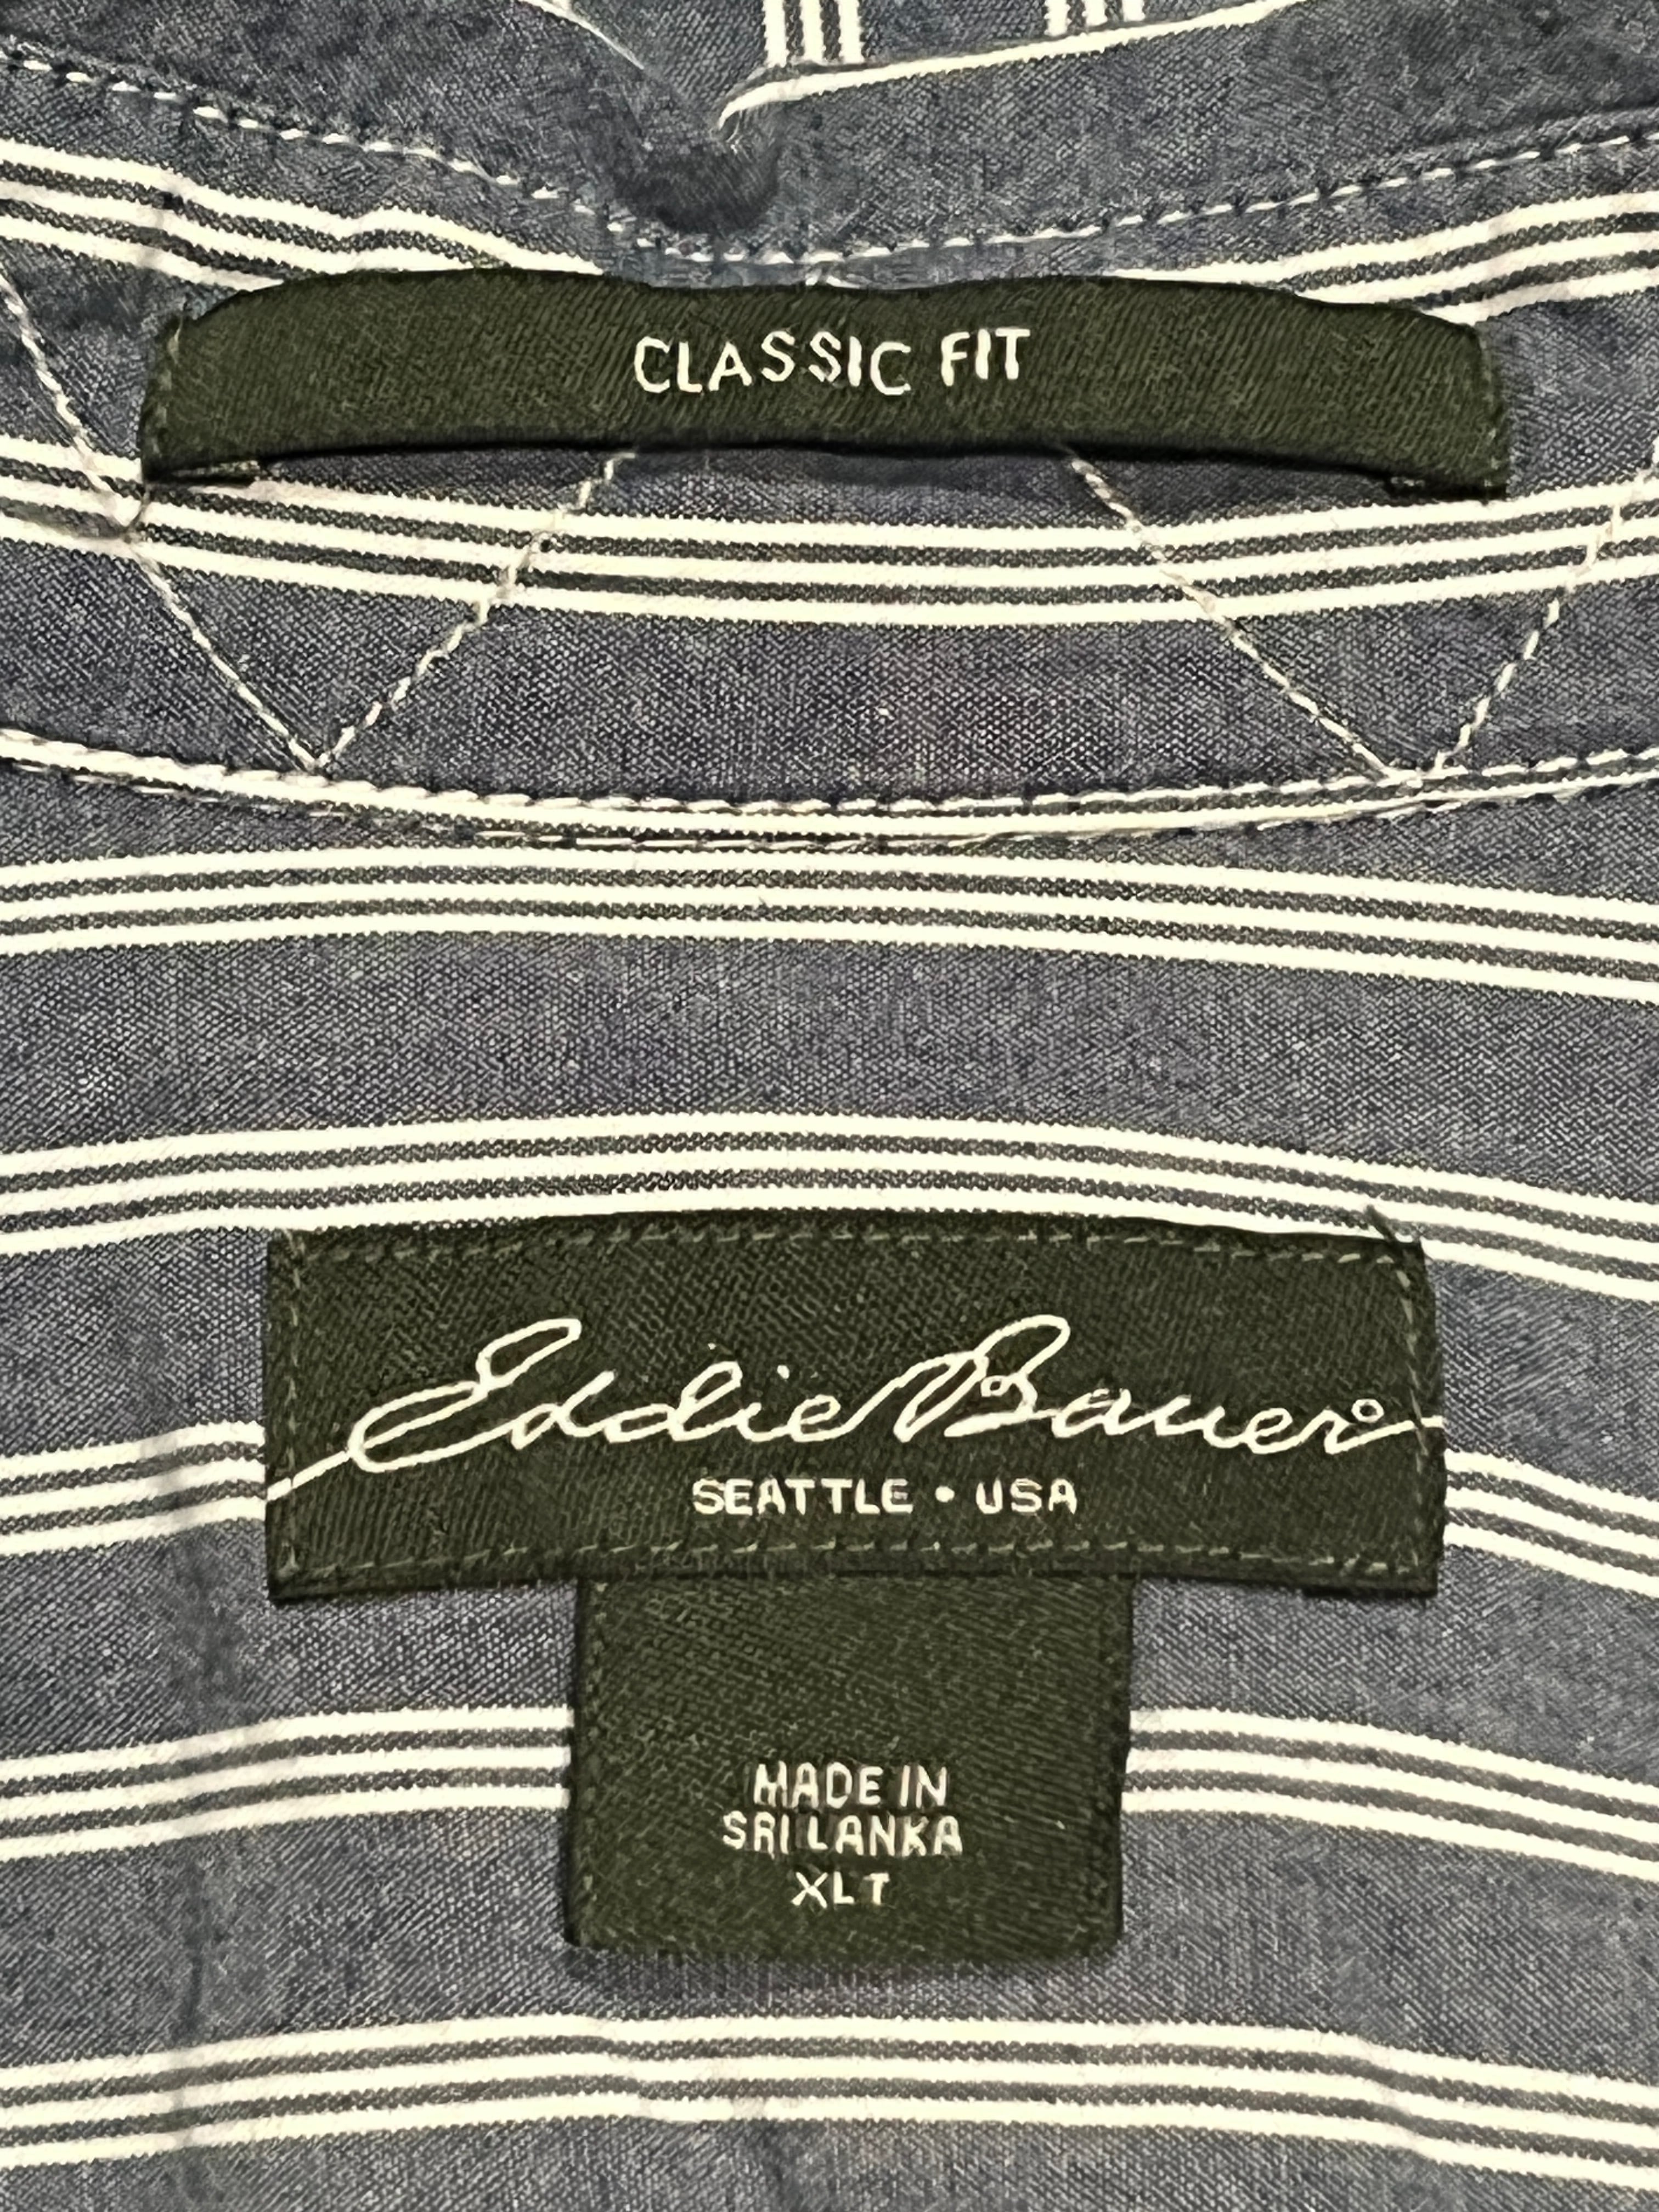 CLASSIC FIT
Eddie Bauer®
SEATTLE • USA
MADE IN
SRI LANKA
XLT